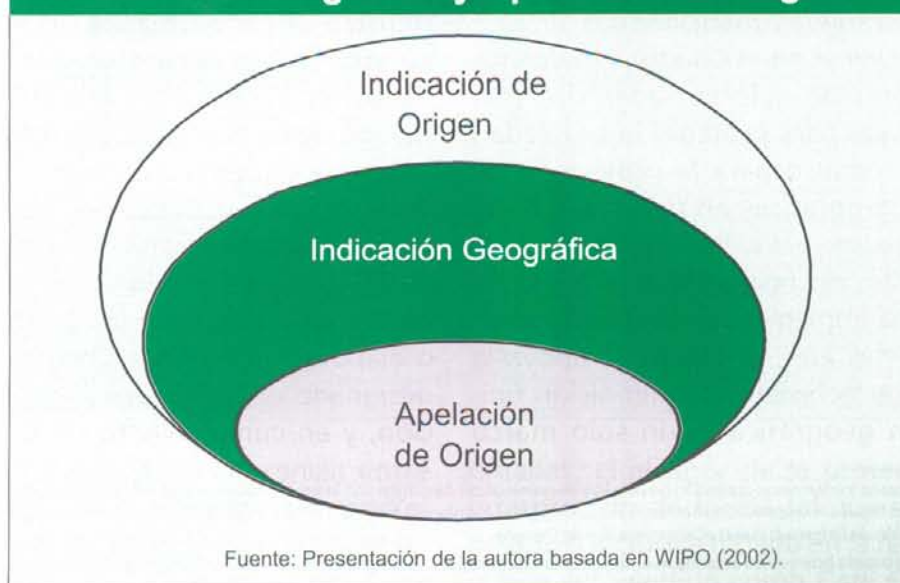 Indicación de
Origen
Indicación Geográfica
Apelación
de Origen
Fuente: Presentación de la autora basada en WIPO (2002).